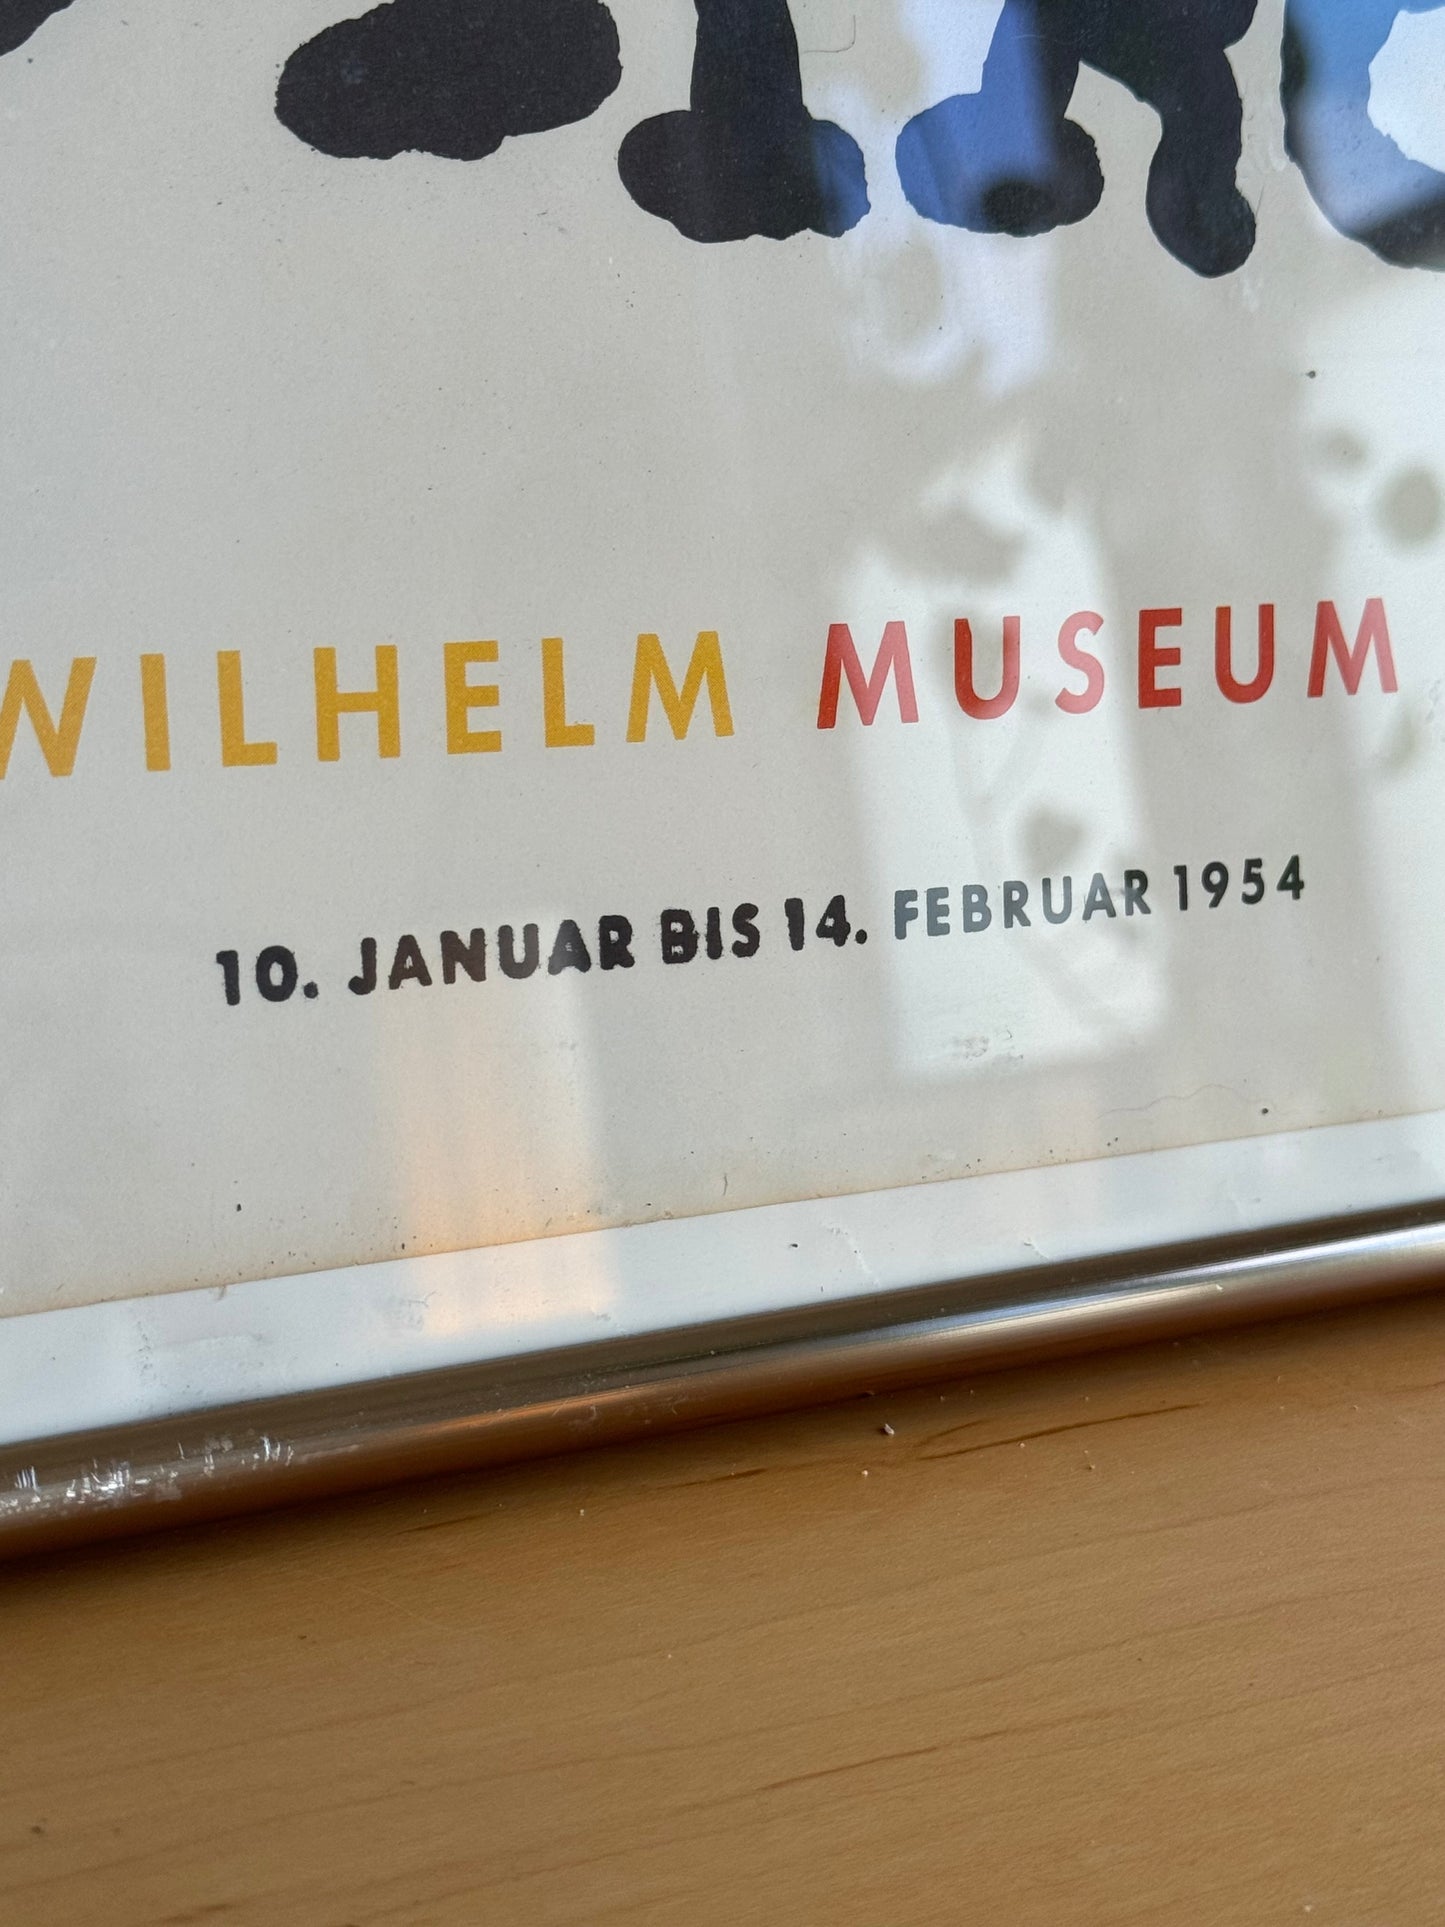 WILHELM MUSEUM
10. JANUAR BIS 14. FEBRUAR 1954